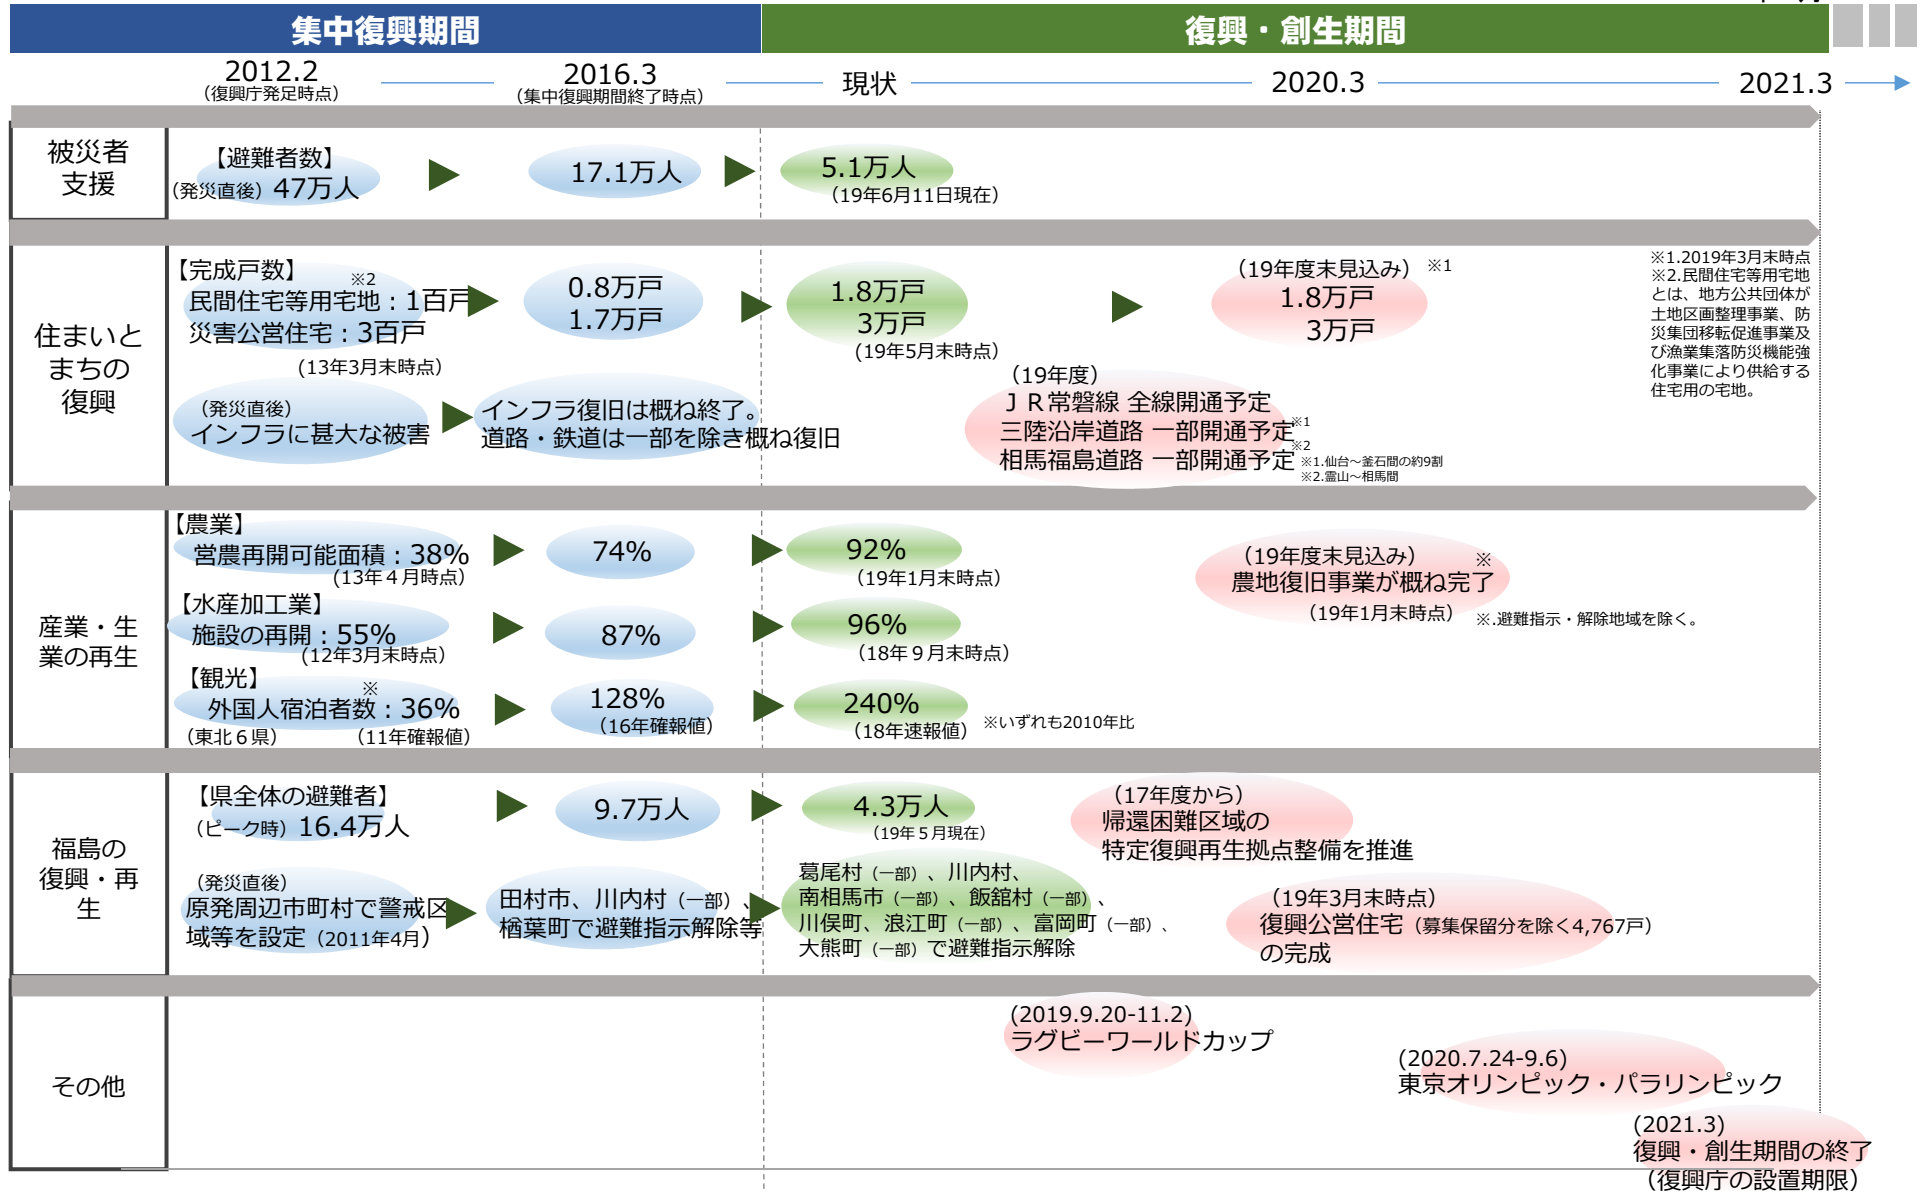 集中復興期間
復興・創生期間
2012.2
(復興庁発足時点)
2016.3
(集中復興期間終了時点)
現状
2020.3
2021.3
被災者
支援
【避難者数】
(発災直後) 47万人
17.1万人
5.1万人
(19年6月11日現在)
住まいと
まちの
復興
【完成戸数】
※2
民間住宅等用宅地：1百戸
災害公営住宅：3百戸
(13年3月末時点)
0.8万戸
1.7万戸
1.8万戸
3万戸
(19年5月末時点)
(19年度末見込み) ※1
1.8万戸
3万戸
※1.2019年3月末時点
※2.民間住宅等用宅地
とは、地方公共団体が
土地区画整理事業、防
災集団移転促進事業及
び漁業集落防災機能強
化事業により供給する
住宅用の宅地。
(発災直後)
インフラに甚大な被害
インフラ復旧は概ね終了。
道路・鉄道は一部を除き概ね復旧
(19年度)
ＪＲ常磐線 全線開通予定
三陸沿岸道路 一部開通予定※1
相馬福島道路 一部開通予定※2
※1.仙台～釜石間の約9割
※2.霊山～相馬間
産業・生
業の再生
【農業】
営農再開可能面積：38%
(13年４月時点)
74%
92%
(19年1月末時点)
(19年度末見込み) ※
農地復旧事業が概ね完了
(19年1月末時点)
※.避難指示・解除地域を除く。
【水産加工業】
施設の再開：55%
(12年3月末時点)
87%
96%
(18年９月末時点)
【観光】
※
外国人宿泊者数：36%
(東北６県) (11年確報値)
128%
(16年確報値)
240%
(18年速報値)
※いずれも2010年比
福島の
復興・再
生
【県全体の避難者】
(ピーク時) 16.4万人
9.7万人
4.3万人
(19年５月現在)
(17年度から)
帰還困難区域の
特定復興再生拠点整備を推進
(発災直後)
原発周辺市町村で警戒区
域等を設定 (2011年4月)
田村市、川内村 (一部) 、
楢葉町で避難指示解除等
葛尾村 (一部) 、川内村、
南相馬市 (一部) 、飯舘村 (一部) 、
川俣町、浪江町 (一部) 、富岡町 (一部) 、
大熊町 (一部) で避難指示解除
(19年3月末時点)
復興公営住宅 (募集保留分を除く4,767戸)
の完成
その他
(2019.9.20-11.2)
ラグビーワールドカップ
(2020.7.24-9.6)
東京オリンピック・パラリンピック
(2021.3)
復興・創生期間の終了
(復興庁の設置期限)